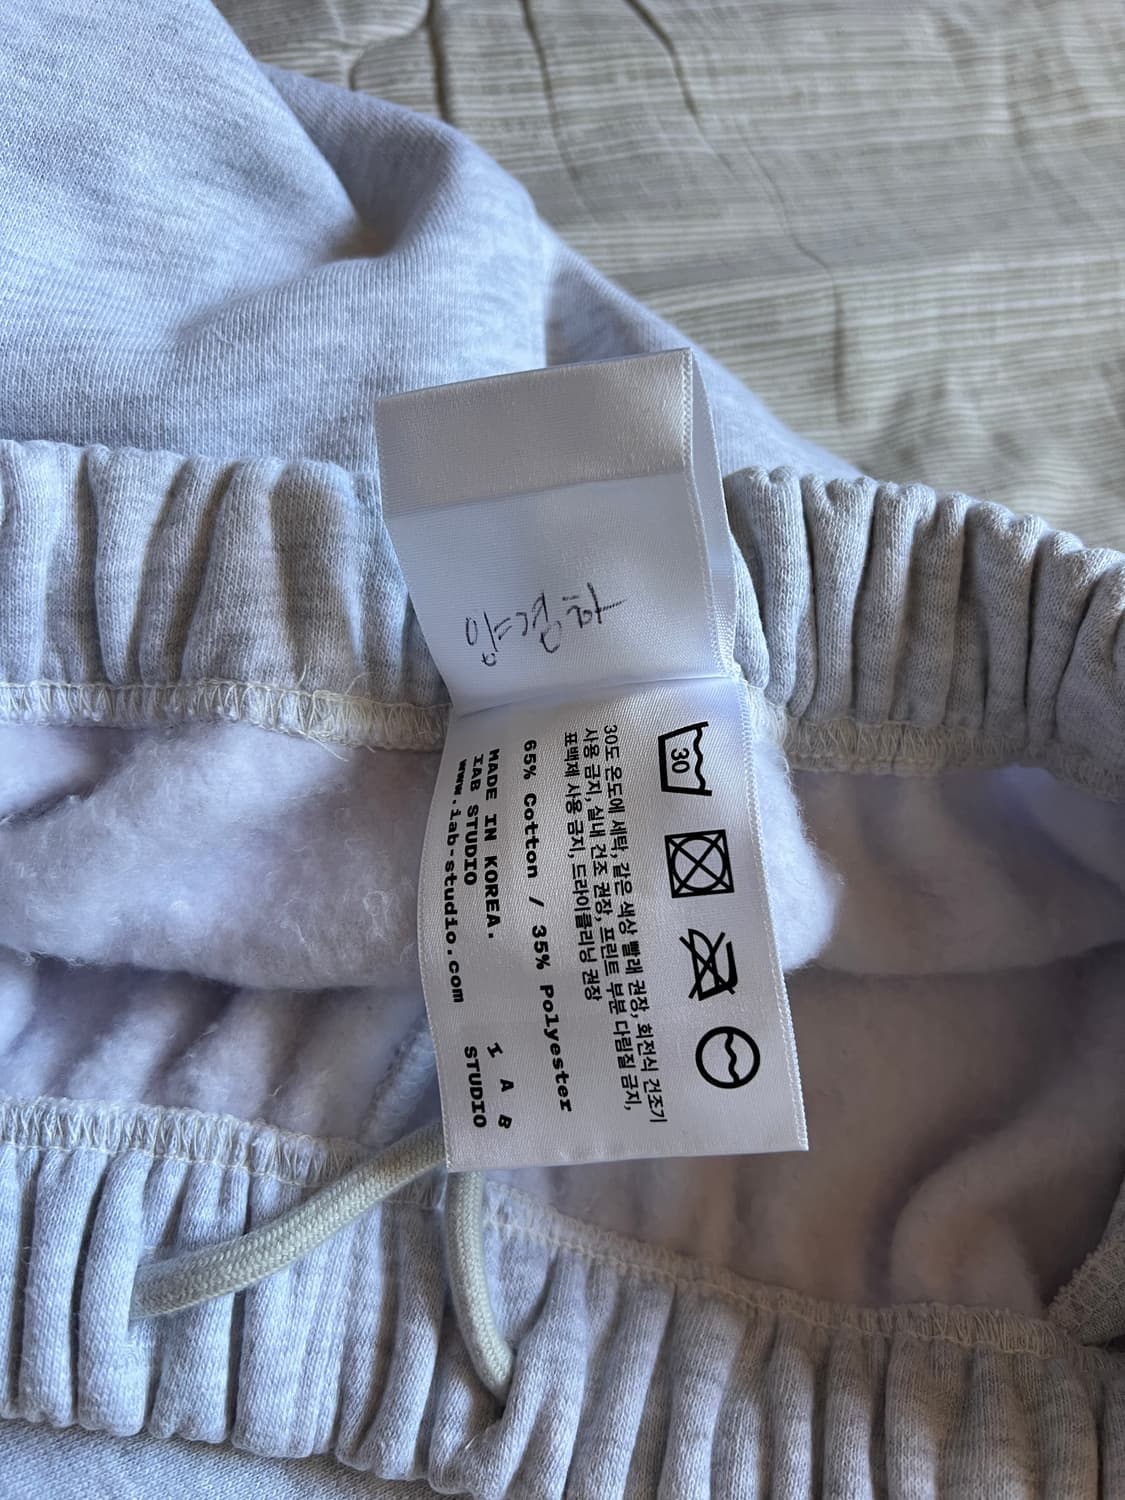 30
30도 온도에 세탁, 같은 색상 빨래 권장, 회전식 건조기
사용 금지, 실내 건조 권장, 프린트 부분 다림질 금지,
표백제 사용 금지, 드라이클리닝 권장
65% Cotton / 35% Polyester
MADE IN KOREA.
IAB STUDIO
www.iab-studio.com
I A B
STUDIO